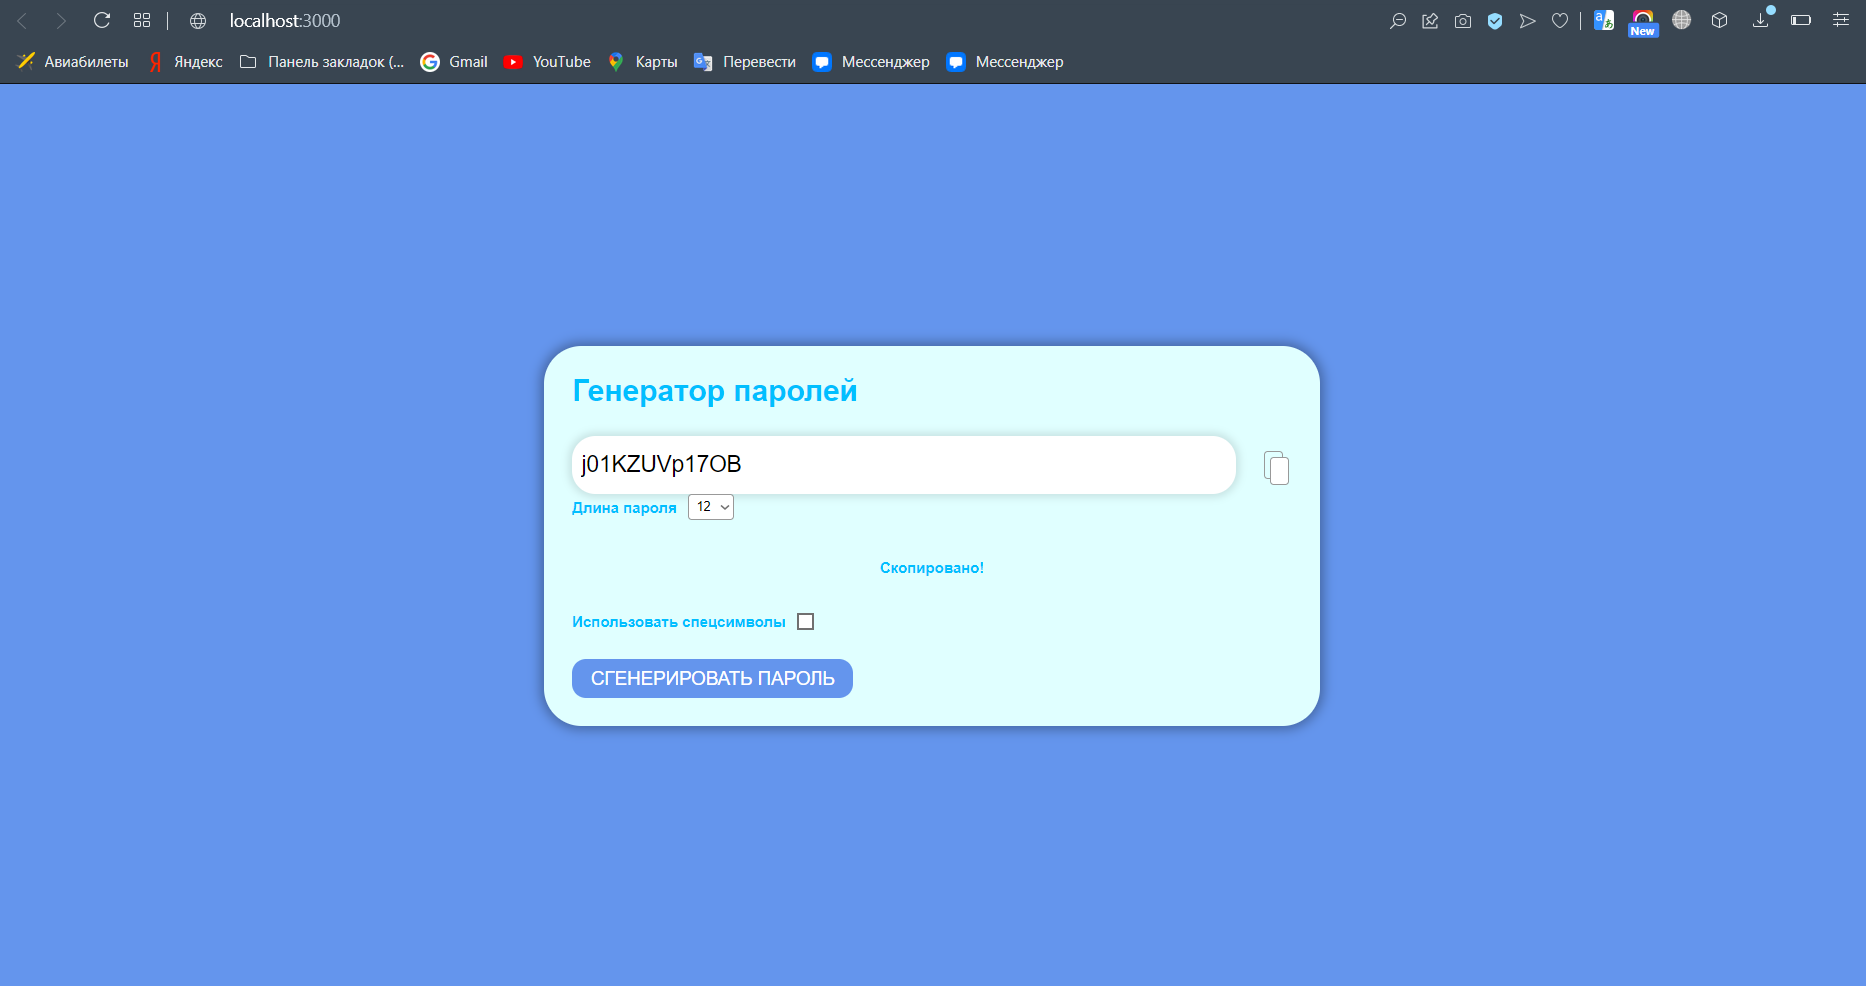 localhost:3000
New
Авиабилеты Яндекс Панель закладок (... Gmail YouTube Карты Перевести Мессенджер Мессенджер
Генератор паролей
j01KZUVp17OB
Длина пароля 12
Скопировано!
Использовать спецсимволы
СГЕНЕРИРОВАТЬ ПАРОЛЬ